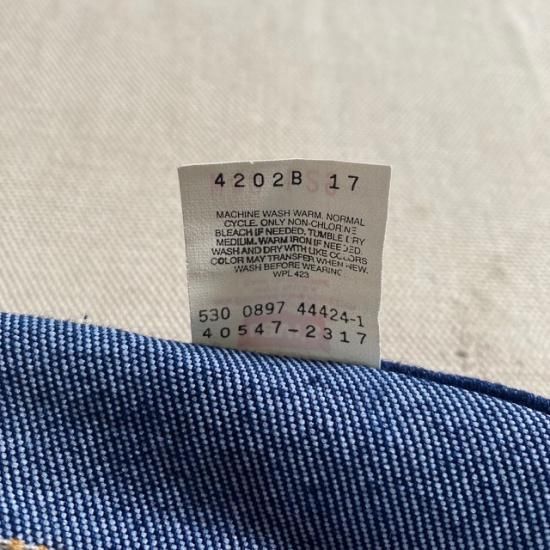 4202B 17
MACHINE WASH WARM. NORMAL
CYCLE. ONLY NON-CHLORINE
BLEACH IF NEEDED. TUMBLE DRY
MEDIUM. WARM IRON IF NEEDED
WASH AND DRY WITH LIKE COLORS
COLOR MAY TRANSFER WHEN NEW.
WASH BEFORE WEARING
WPL 423
530 0897 44424-1
40547-2317